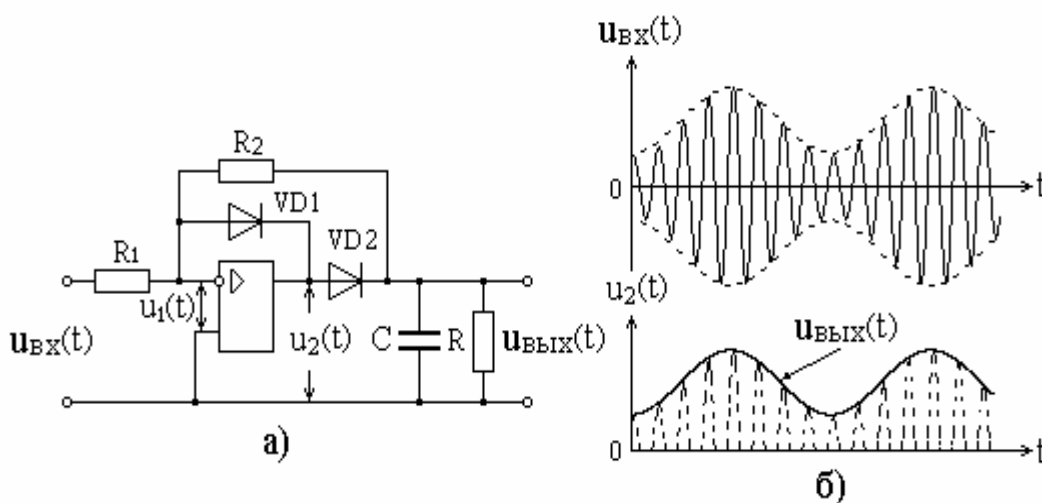 R₂
VD1
VD2
R₁
u₁(t)
uвх(t)
u₂(t)
C
R
uвых(t)
а)
uвх(t)
0
t
u₂(t)
uвых(t)
0
t
б)